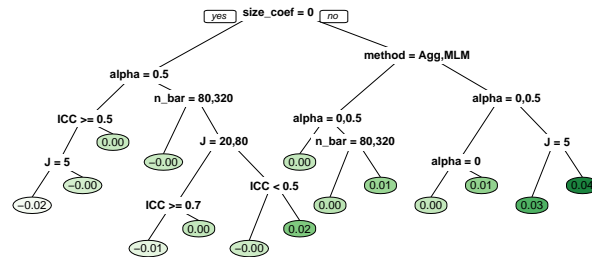 yes size_coef = 0 no
method = Agg,MLM
alpha = 0.5
n_bar = 80,320
alpha = 0,0.5
alpha = 0,0.5
ICC >= 0.5
0.00
−0.00
J = 20,80
0.00
n_bar = 80,320
J = 5
J = 5
−0.00
ICC < 0.5
alpha = 0
0.01
0.04
−0.02
ICC >= 0.7
0.00
0.01
0.00
0.03
0.00
0.02
−0.01
−0.00